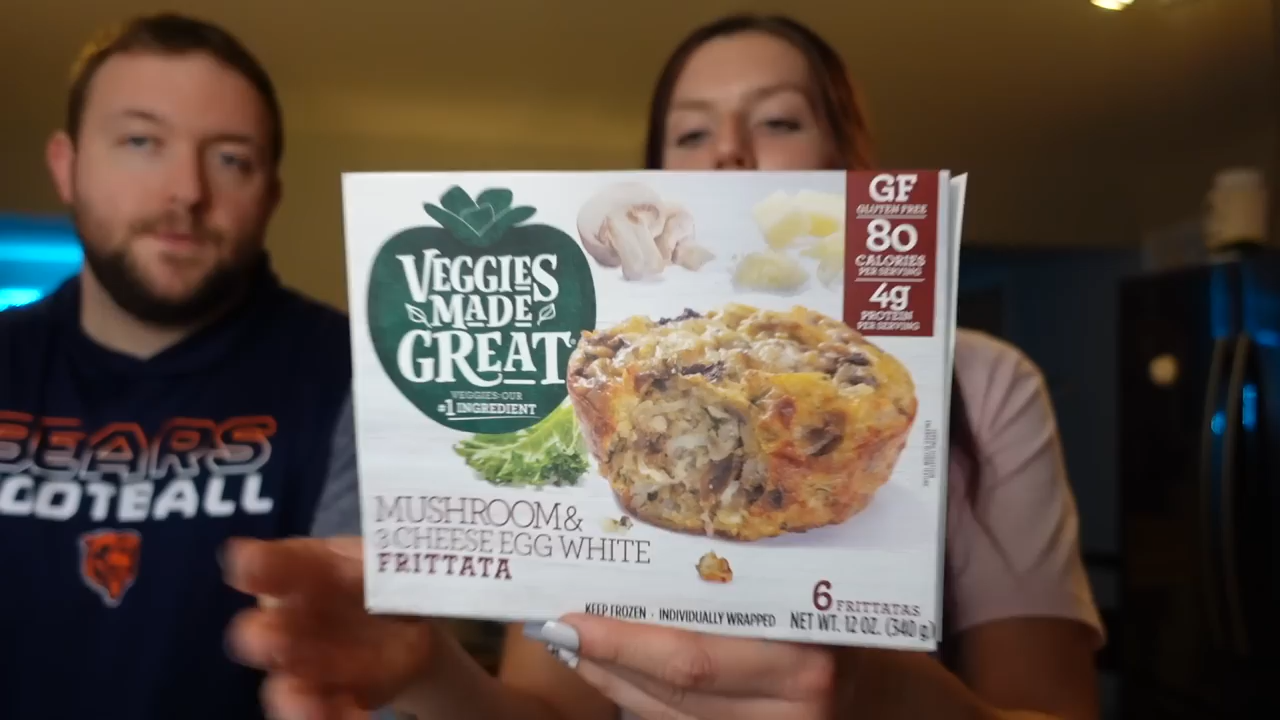 VEGGIES
MADE
GREAT
VEGGIES OUR
#1 INGREDIENT
GF
GLUTEN FREE
80
CALORIES
PER SERVING
4g
PROTEIN
PER SERVING
MUSHROOM &
3 CHEESE EGG WHITE
FRITTATA
6 FRITTATAS
KEEP FROZEN · INDIVIDUALLY WRAPPED
NET WT. 12 OZ. (340 g)
BEARS
FOOTBALL